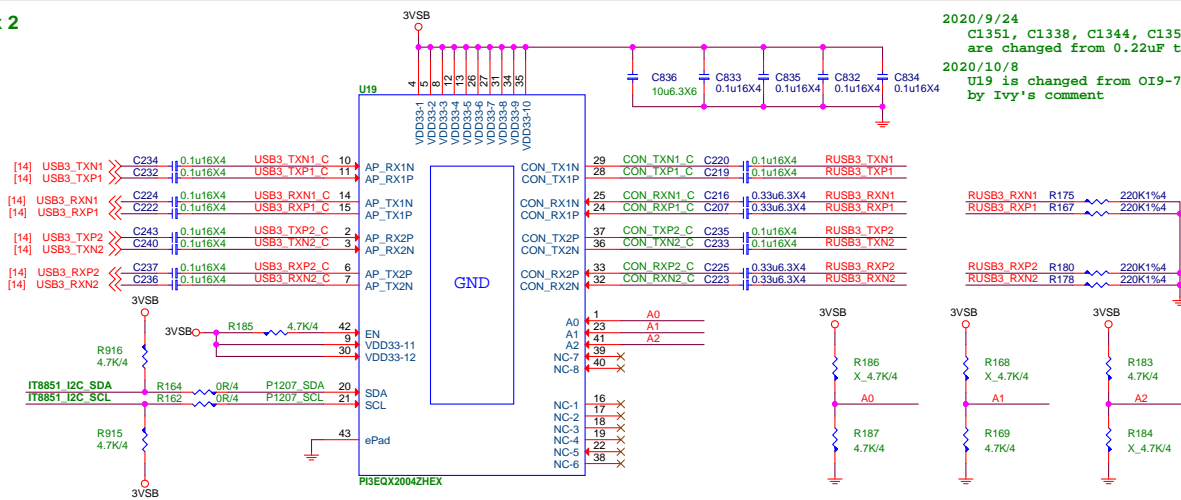 x 2
3VSB
2020/9/24
C1351, C1338, C1344, C135
are changed from 0.22uF t
2020/10/8
U19 is changed from OI9-7
by Ivy's comment
C836
10u6.3X6
C833
0.1u16X4
C835
0.1u16X4
C832
0.1u16X4
C834
0.1u16X4
U19
4 5 8 12 13 26 27 31 34 35
VDD33-1
VDD33-2
VDD33-3
VDD33-4
VDD33-5
VDD33-6
VDD33-7
VDD33-8
VDD33-9
VDD33-10
[14] USB3_TXN1 C234 0.1u16X4 USB3_TXN1_C 10 AP_RX1N
[14] USB3_TXP1 C232 0.1u16X4 USB3_TXP1_C 11 AP_RX1P
[14] USB3_RXN1 C224 0.1u16X4 USB3_RXN1_C 14 AP_TX1N
[14] USB3_RXP1 C222 0.1u16X4 USB3_RXP1_C 15 AP_TX1P
[14] USB3_TXP2 C243 0.1u16X4 USB3_TXP2_C 2 AP_RX2P
[14] USB3_TXN2 C240 0.1u16X4 USB3_TXN2_C 3 AP_RX2N
[14] USB3_RXP2 C237 0.1u16X4 USB3_RXP2_C 6 AP_TX2P
[14] USB3_RXN2 C236 0.1u16X4 USB3_RXN2_C 7 AP_TX2N
GND
CON_TX1N 29 CON_TXN1_C C220 0.1u16X4 RUSB3_TXN1
CON_TX1P 28 CON_TXP1_C C219 0.1u16X4 RUSB3_TXP1
CON_RX1N 25 CON_RXN1_C C216 0.33u6.3X4 RUSB3_RXN1
CON_RX1P 24 CON_RXP1_C C207 0.33u6.3X4 RUSB3_RXP1
CON_TX2P 37 CON_TXP2_C C235 0.1u16X4 RUSB3_TXP2
CON_TX2N 36 CON_TXN2_C C233 0.1u16X4 RUSB3_TXN2
CON_RX2P 33 CON_RXP2_C C225 0.33u6.3X4 RUSB3_RXP2
CON_RX2N 32 CON_RXN2_C C223 0.33u6.3X4 RUSB3_RXN2
RUSB3_RXN1 R175 220K1%4
RUSB3_RXP1 R167 220K1%4
RUSB3_RXP2 R180 220K1%4
RUSB3_RXN2 R178 220K1%4
3VSB
3VSB R185 4.7K/4 42 EN
9 VDD33-11
30 VDD33-12
R916
4.7K/4
IT8851_I2C_SDA R164 0R/4 P1207_SDA 20 SDA
IT8851_I2C_SCL R162 0R/4 P1207_SCL 21 SCL
R915
4.7K/4
3VSB
43 ePad
A0 1 A0
A1 23 A1
A2 41 A2
NC-7 39
NC-8 40
NC-1 16
NC-2 17
NC-3 18
NC-4 19
NC-5 22
NC-6 38
PI3EQX2004ZHEX
3VSB
R186
X_4.7K/4
A0
R187
4.7K/4
3VSB
R168
X_4.7K/4
A1
R169
4.7K/4
3VSB
R183
4.7K/4
A2
R184
X_4.7K/4